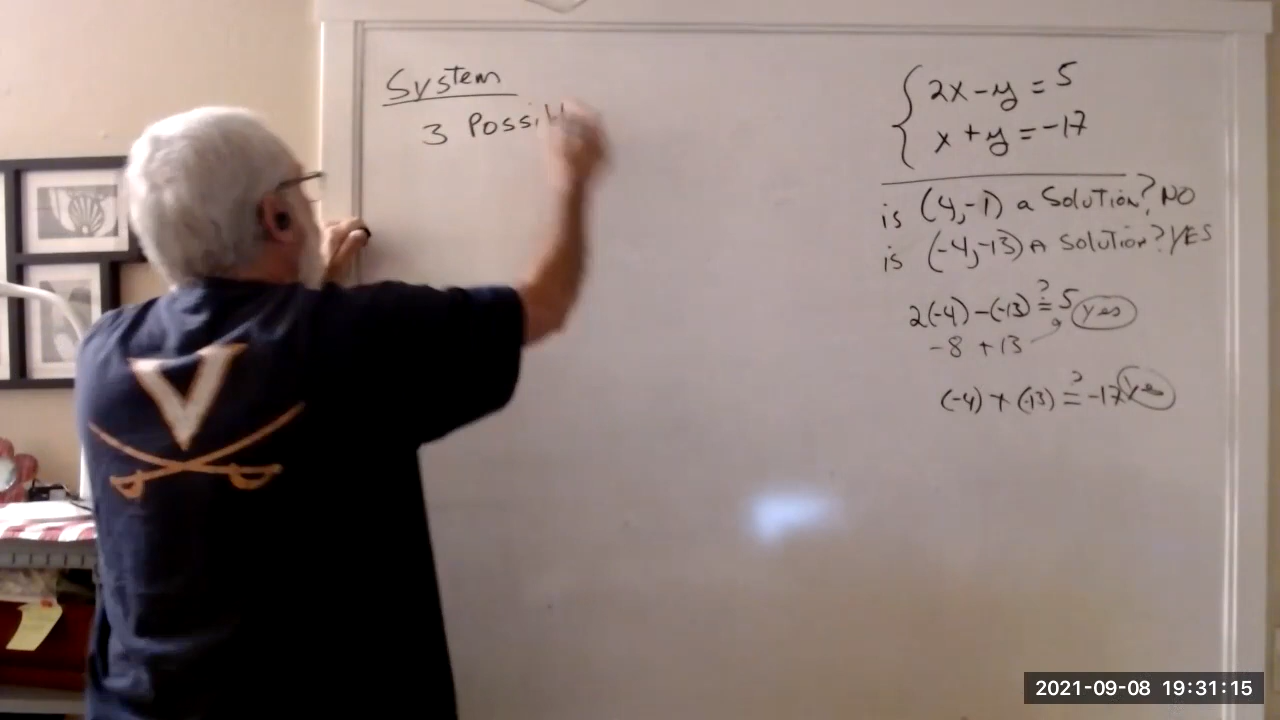 System
3 Possibl
2x - y = 5
x + y = -17
is (4,-1) a Solution? NO
is (-4,-13) A Solution? YES
2(-4) - (-13) ≟ 5 yes
-8 + 13
(-4) + (-13) ≟ -17 Yes
V
2021-09-08 19:31:15